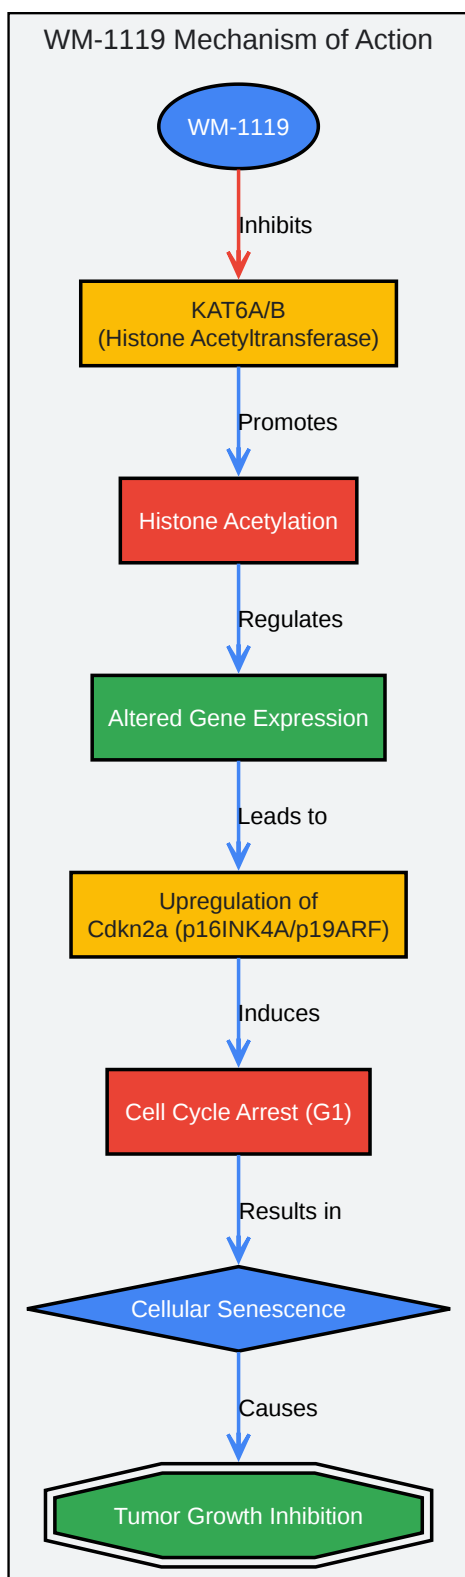 WM-1119 Mechanism of Action
WM-1119
Inhibits
KAT6A/B
(Histone Acetyltransferase)
Promotes
Histone Acetylation
Regulates
Altered Gene Expression
Leads to
Upregulation of
Cdkn2a (p16INK4A/p19ARF)
Induces
Cell Cycle Arrest (G1)
Results in
Cellular Senescence
Causes
Tumor Growth Inhibition